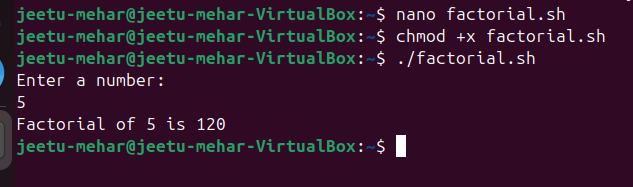 jeetu-mehar@jeetu-mehar-VirtualBox:~$ nano factorial.sh
jeetu-mehar@jeetu-mehar-VirtualBox:~$ chmod +x factorial.sh
jeetu-mehar@jeetu-mehar-VirtualBox:~$ ./factorial.sh
Enter a number:
5
Factorial of 5 is 120
jeetu-mehar@jeetu-mehar-VirtualBox:~$